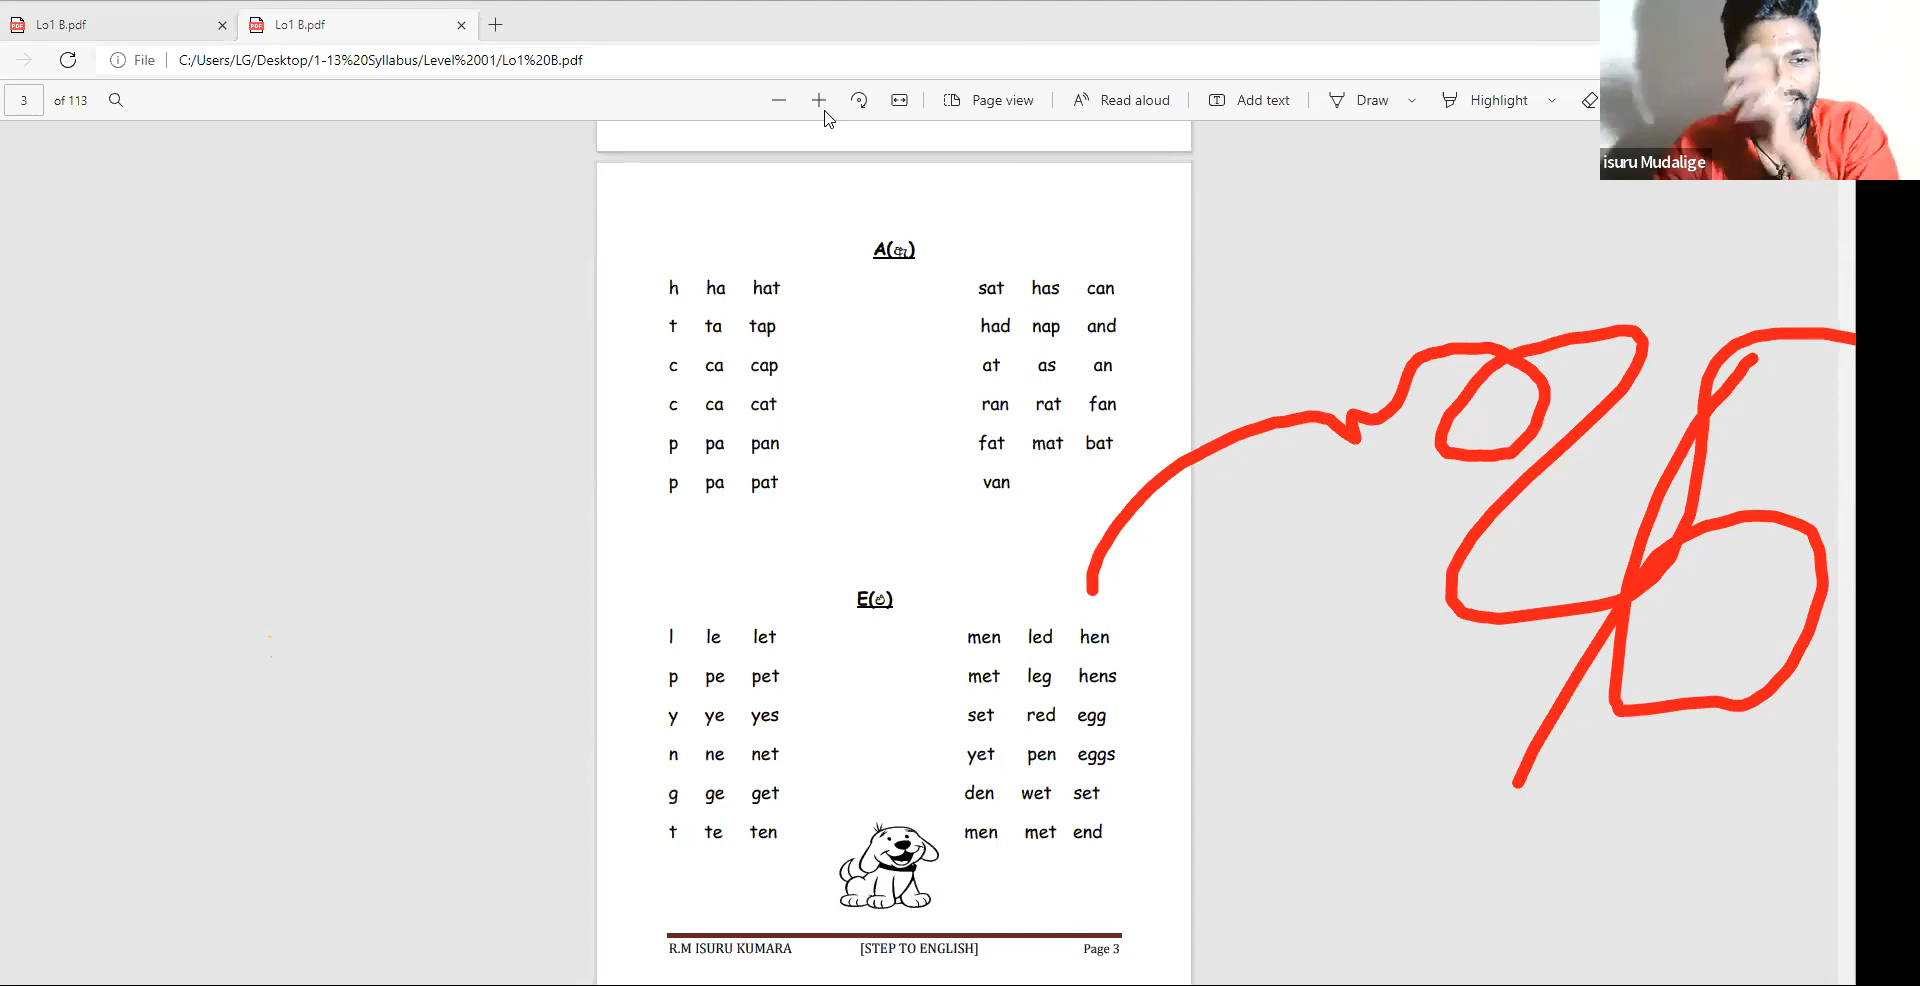 Lo1 B.pdf Lo1 B.pdf
File C:/Users/LG/Desktop/1-13%20Syllabus/Level%2001/Lo1%20B.pdf
3 of 113 Page view Read aloud Add text Draw Highlight
isuru Mudalige
A(ඇ)
h ha hat sat has can
t ta tap had nap and
c ca cap at as an
c ca cat ran rat fan
p pa pan fat mat bat
p pa pat van
E(එ)
l le let men led hen
p pe pet met leg hens
y ye yes set red egg
n ne net yet pen eggs
g ge get den wet set
t te ten men met end
R.M ISURU KUMARA [STEP TO ENGLISH] Page 3